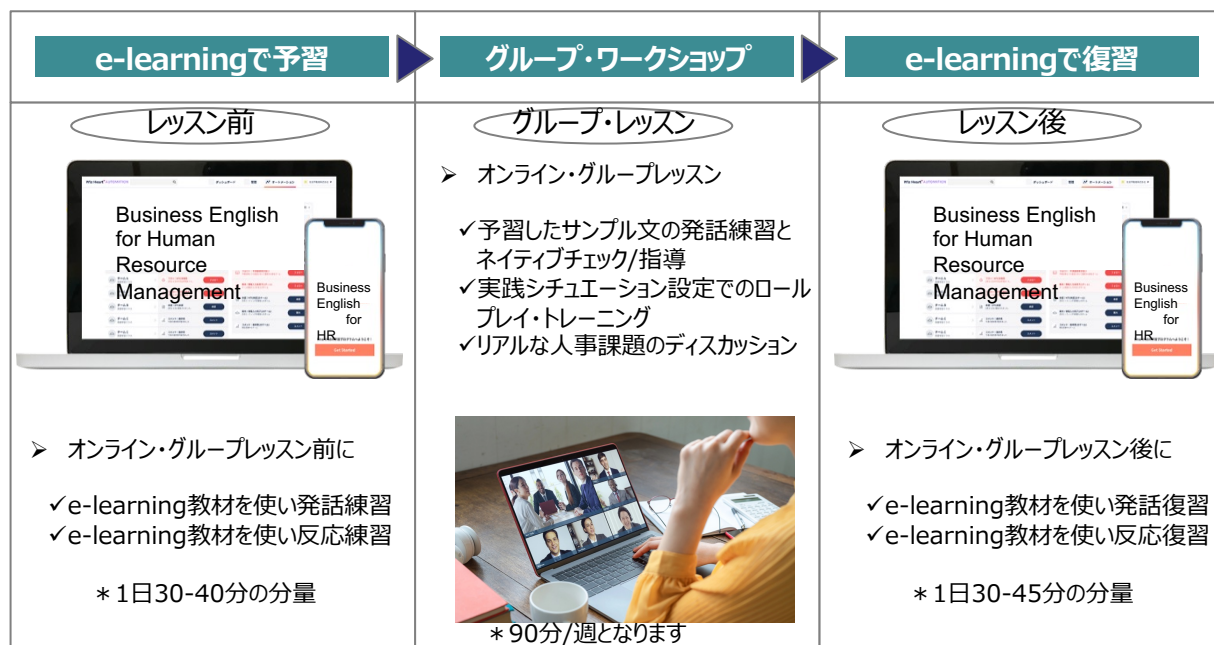 e-learningで予習
グループ・ワークショップ
e-learningで復習
レッスン前
Business English
for Human
Resource
Management
Business
English
for
HR
Get Started
➢ オンライン・グループレッスン前に
✓e-learning教材を使い発話練習
✓e-learning教材を使い反応練習
＊1日30-40分の分量
グループ・レッスン
➢ オンライン・グループレッスン
✓予習したサンプル文の発話練習と
ネイティブチェック/指導
✓実践シチュエーション設定でのロール
プレイ・トレーニング
✓リアルな人事課題のディスカッション
＊90分/週となります
レッスン後
Business English
for Human
Resource
Management
Business
English
for
HR
Get Started
➢ オンライン・グループレッスン後に
✓e-learning教材を使い発話復習
✓e-learning教材を使い反応復習
＊1日30-45分の分量